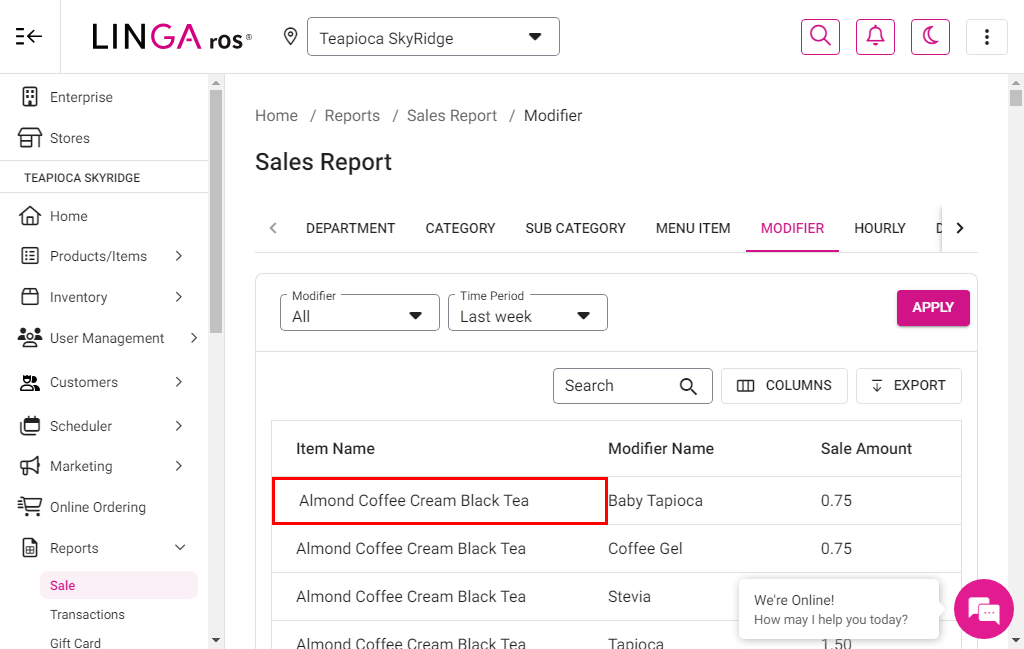 LINGA ros®
Teapioca SkyRidge
Enterprise
Stores
TEAPIOCA SKYRIDGE
Home
Products/Items
Inventory
User Management
Customers
Scheduler
Marketing
Online Ordering
Reports
Sale
Transactions
Gift Card
Home / Reports / Sales Report / Modifier
Sales Report
DEPARTMENT CATEGORY SUB CATEGORY MENU ITEM MODIFIER HOURLY
Modifier
All
Time Period
Last week
APPLY
Search
COLUMNS
EXPORT
Item Name Modifier Name Sale Amount
Almond Coffee Cream Black Tea Baby Tapioca 0.75
Almond Coffee Cream Black Tea Coffee Gel 0.75
Almond Coffee Cream Black Tea Stevia
Almond Coffee Cream Black Tea Tapioca 1.50
We're Online!
How may I help you today?